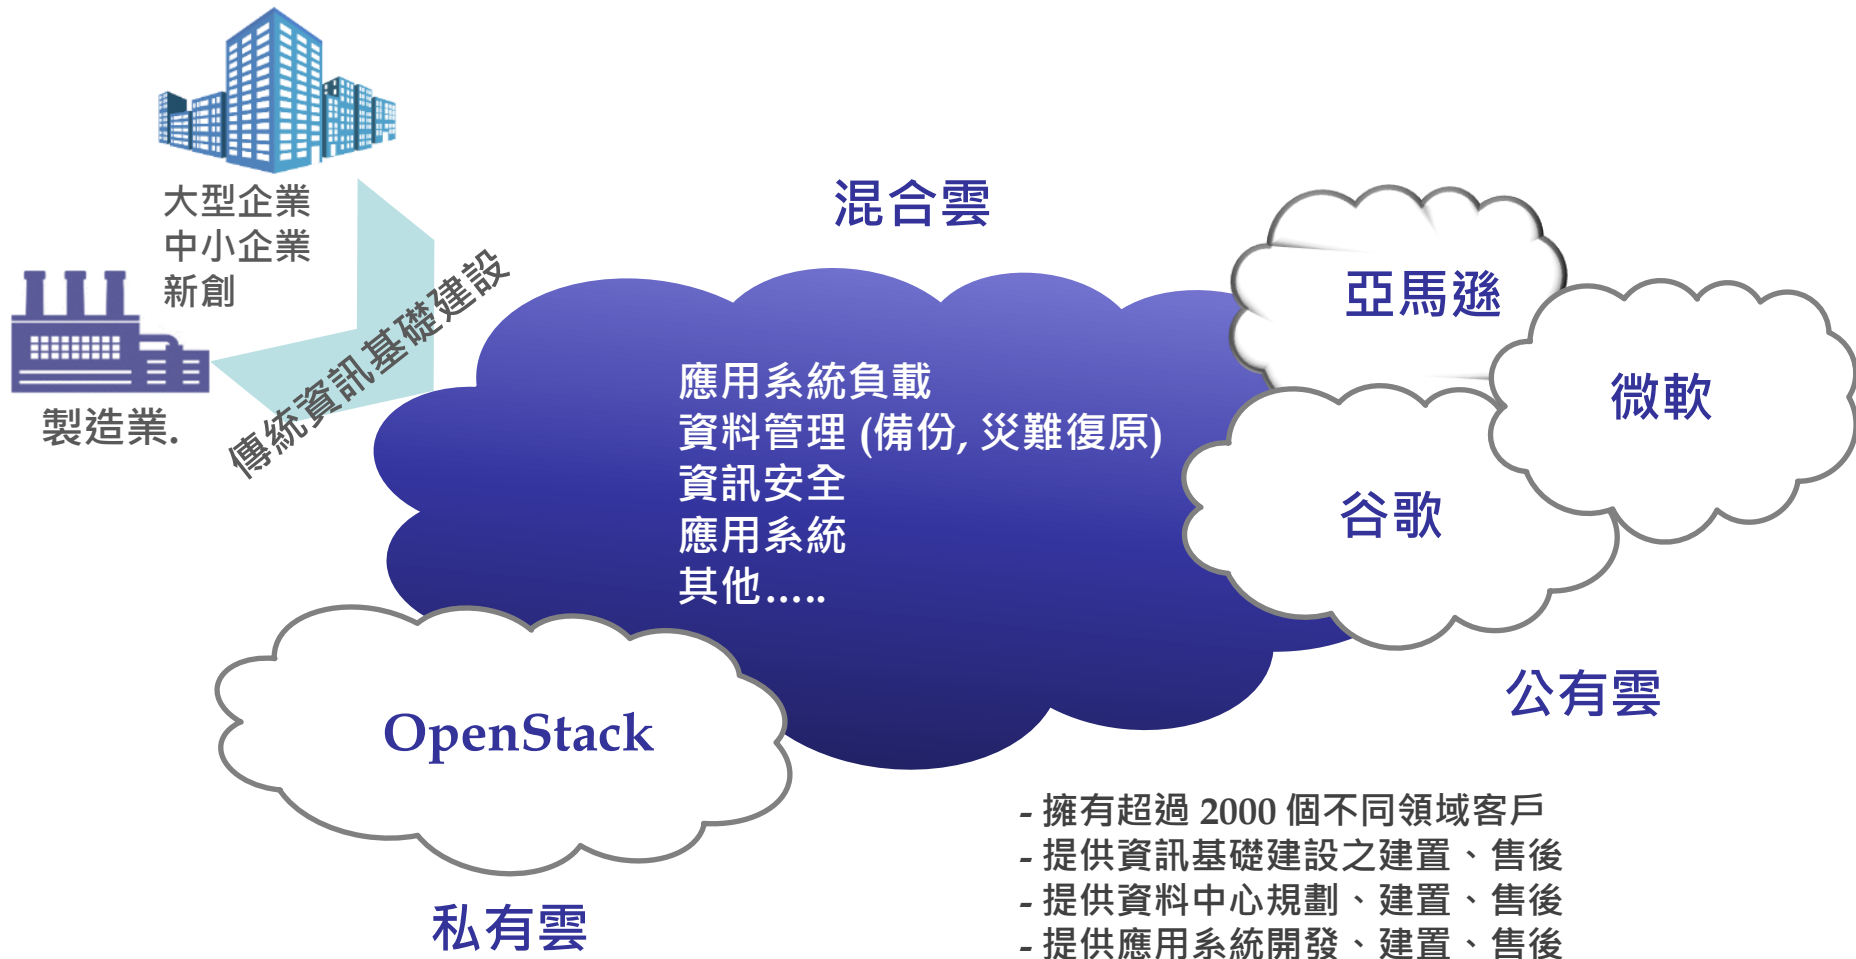 大型企業
中小企業
新創
製造業.
傳統資訊基礎建設
混合雲
應用系統負載
資料管理 (備份, 災難復原)
資訊安全
應用系統
其他…..
亞馬遜
微軟
谷歌
公有雲
OpenStack
私有雲
- 擁有超過 2000 個不同領域客戶
- 提供資訊基礎建設之建置、售後
- 提供資料中心規劃、建置、售後
- 提供應用系統開發、建置、售後